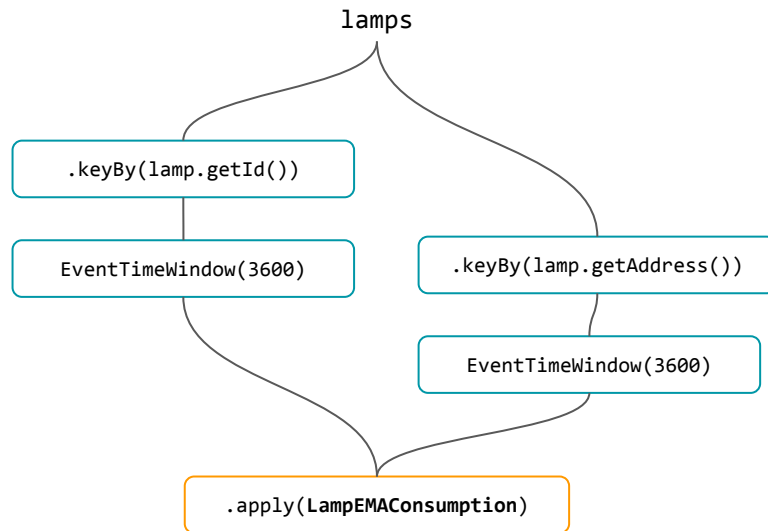 lamps
.keyBy(lamp.getId())
EventTimeWindow(3600)
.keyBy(lamp.getAddress())
EventTimeWindow(3600)
.apply(LampEMAConsumption)